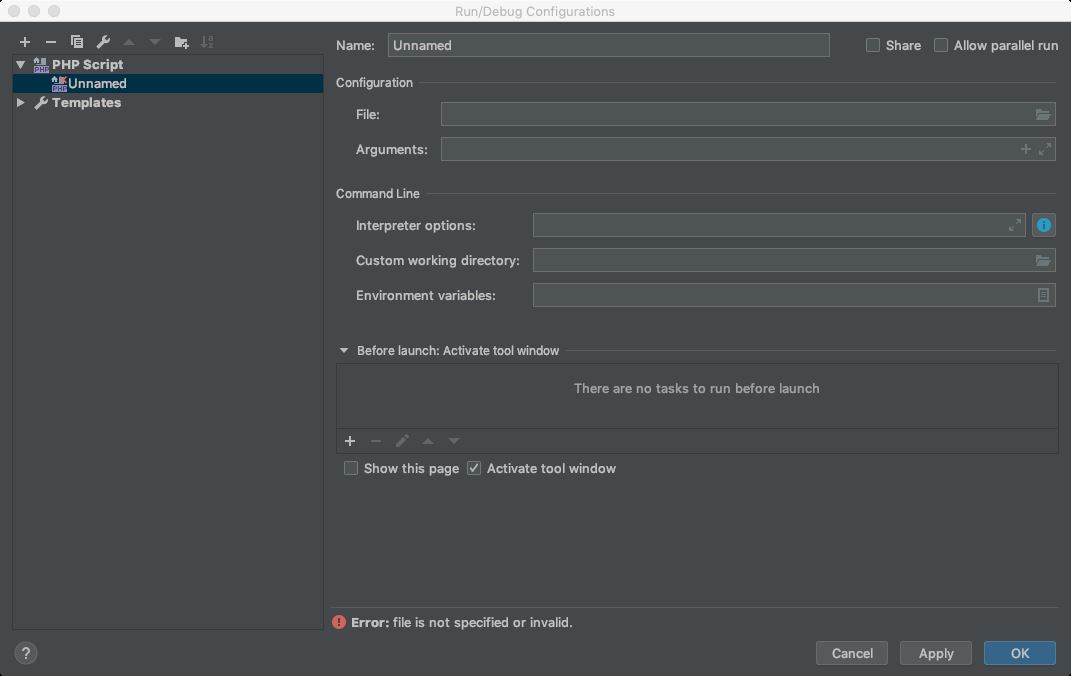 Run/Debug Configurations
Name: Unnamed Share Allow parallel run
PHP Script
Unnamed
Templates
Configuration
File:
Arguments:
Command Line
Interpreter options:
Custom working directory:
Environment variables:
Before launch: Activate tool window
There are no tasks to run before launch
Show this page Activate tool window
Error: file is not specified or invalid.
? Cancel Apply OK